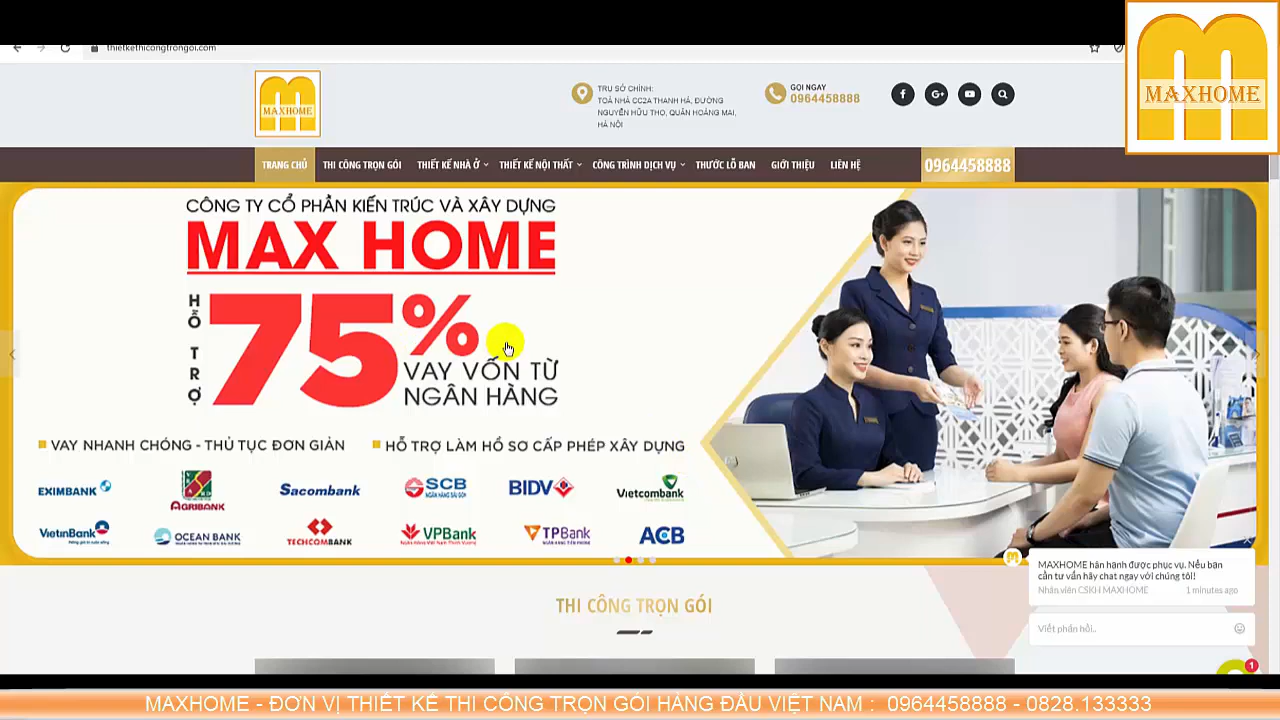 thietkethicongtrongoi.com
MAXHOME
MAXHOME
TRỤ SỞ CHÍNH:
TOÀ NHÀ CC2A THANH HÀ, ĐƯỜNG
NGUYỄN HỮU THỌ, QUẬN HOÀNG MAI,
HÀ NỘI
GỌI NGAY
0964458888
TRANG CHỦ THI CÔNG TRỌN GÓI THIẾT KẾ NHÀ Ở THIẾT KẾ NỘI THẤT CÔNG TRÌNH DỊCH VỤ THƯỚC LỖ BAN GIỚI THIỆU LIÊN HỆ 0964458888
CÔNG TY CỔ PHẦN KIẾN TRÚC VÀ XÂY DỰNG
MAX HOME
HỖ TRỢ
75%
VAY VỐN TỪ
NGÂN HÀNG
VAY NHANH CHÓNG - THỦ TỤC ĐƠN GIẢN HỖ TRỢ LÀM HỒ SƠ CẤP PHÉP XÂY DỰNG
EXIMBANK AGRIBANK Sacombank SCB NGÂN HÀNG SÀI GÒN BIDV Vietcombank
VietinBank OCEAN BANK TECHCOMBANK VPBank TPBank ACB
MAXHOME hân hạnh được phục vụ. Nếu bạn
cần tư vấn hãy chat ngay với chúng tôi!
Nhân viên CSKH MAXHOME 1 minutes ago
Viết phản hồi..
1
THI CÔNG TRỌN GÓI
MAXHOME - ĐƠN VỊ THIẾT KẾ THI CÔNG TRỌN GÓI HÀNG ĐẦU VIỆT NAM : 0964458888 - 0828.133333